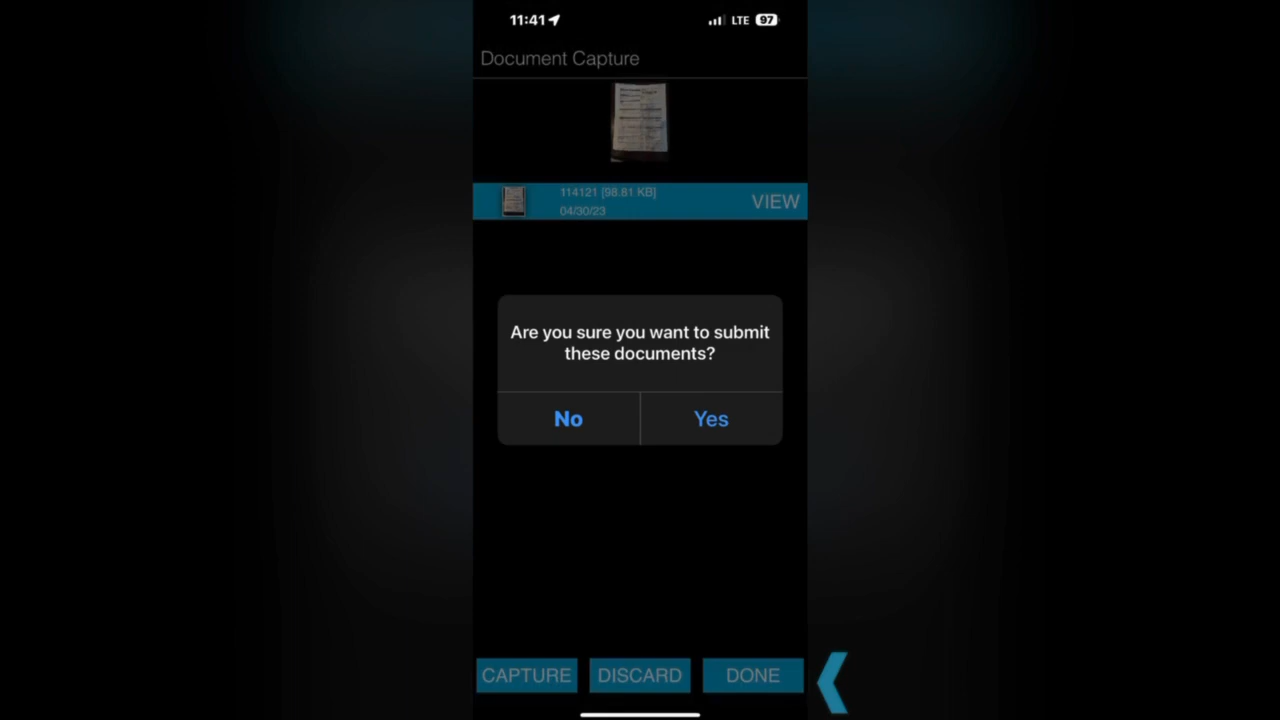 11:41
LTE 97
Document Capture
114121 [98.81 KB]
04/30/23
VIEW
Are you sure you want to submit
these documents?
No
Yes
CAPTURE
DISCARD
DONE